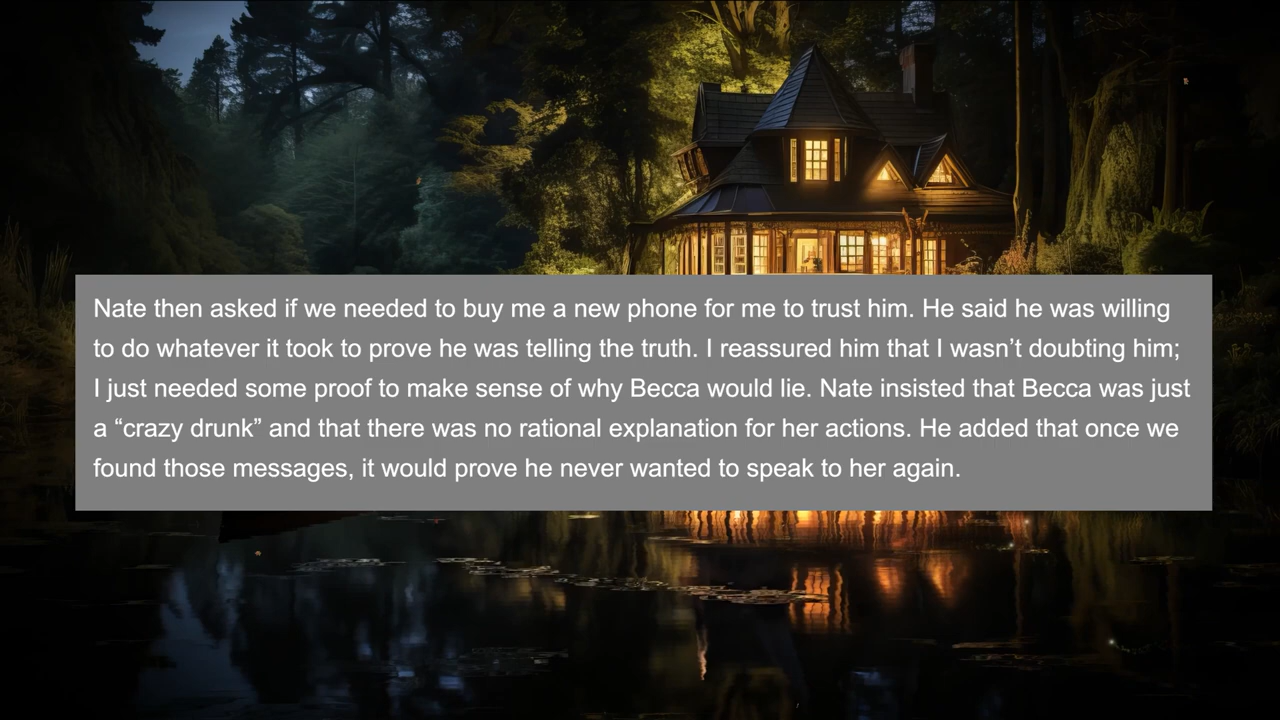 Nate then asked if we needed to buy me a new phone for me to trust him. He said he was willing
to do whatever it took to prove he was telling the truth. I reassured him that I wasn’t doubting him;
I just needed some proof to make sense of why Becca would lie. Nate insisted that Becca was just
a “crazy drunk” and that there was no rational explanation for her actions. He added that once we
found those messages, it would prove he never wanted to speak to her again.